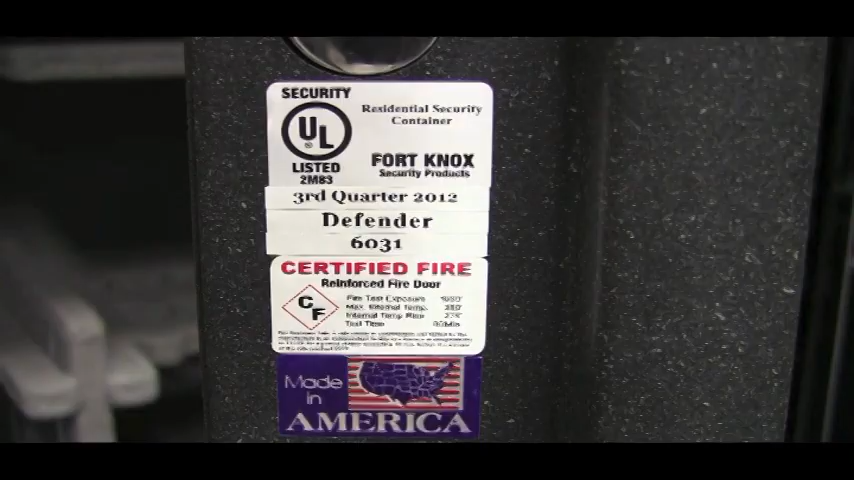 SECURITY
UL
®
LISTED
2M83
Residential Security
Container
FORT KNOX
Security Products
3rd Quarter 2012
Defender
6031
CERTIFIED FIRE
Reinforced Fire Door
CF
Fire Test Exposure
Max. Internal Temp.
Internal Temp Rise
Test Time
Made
in
AMERICA